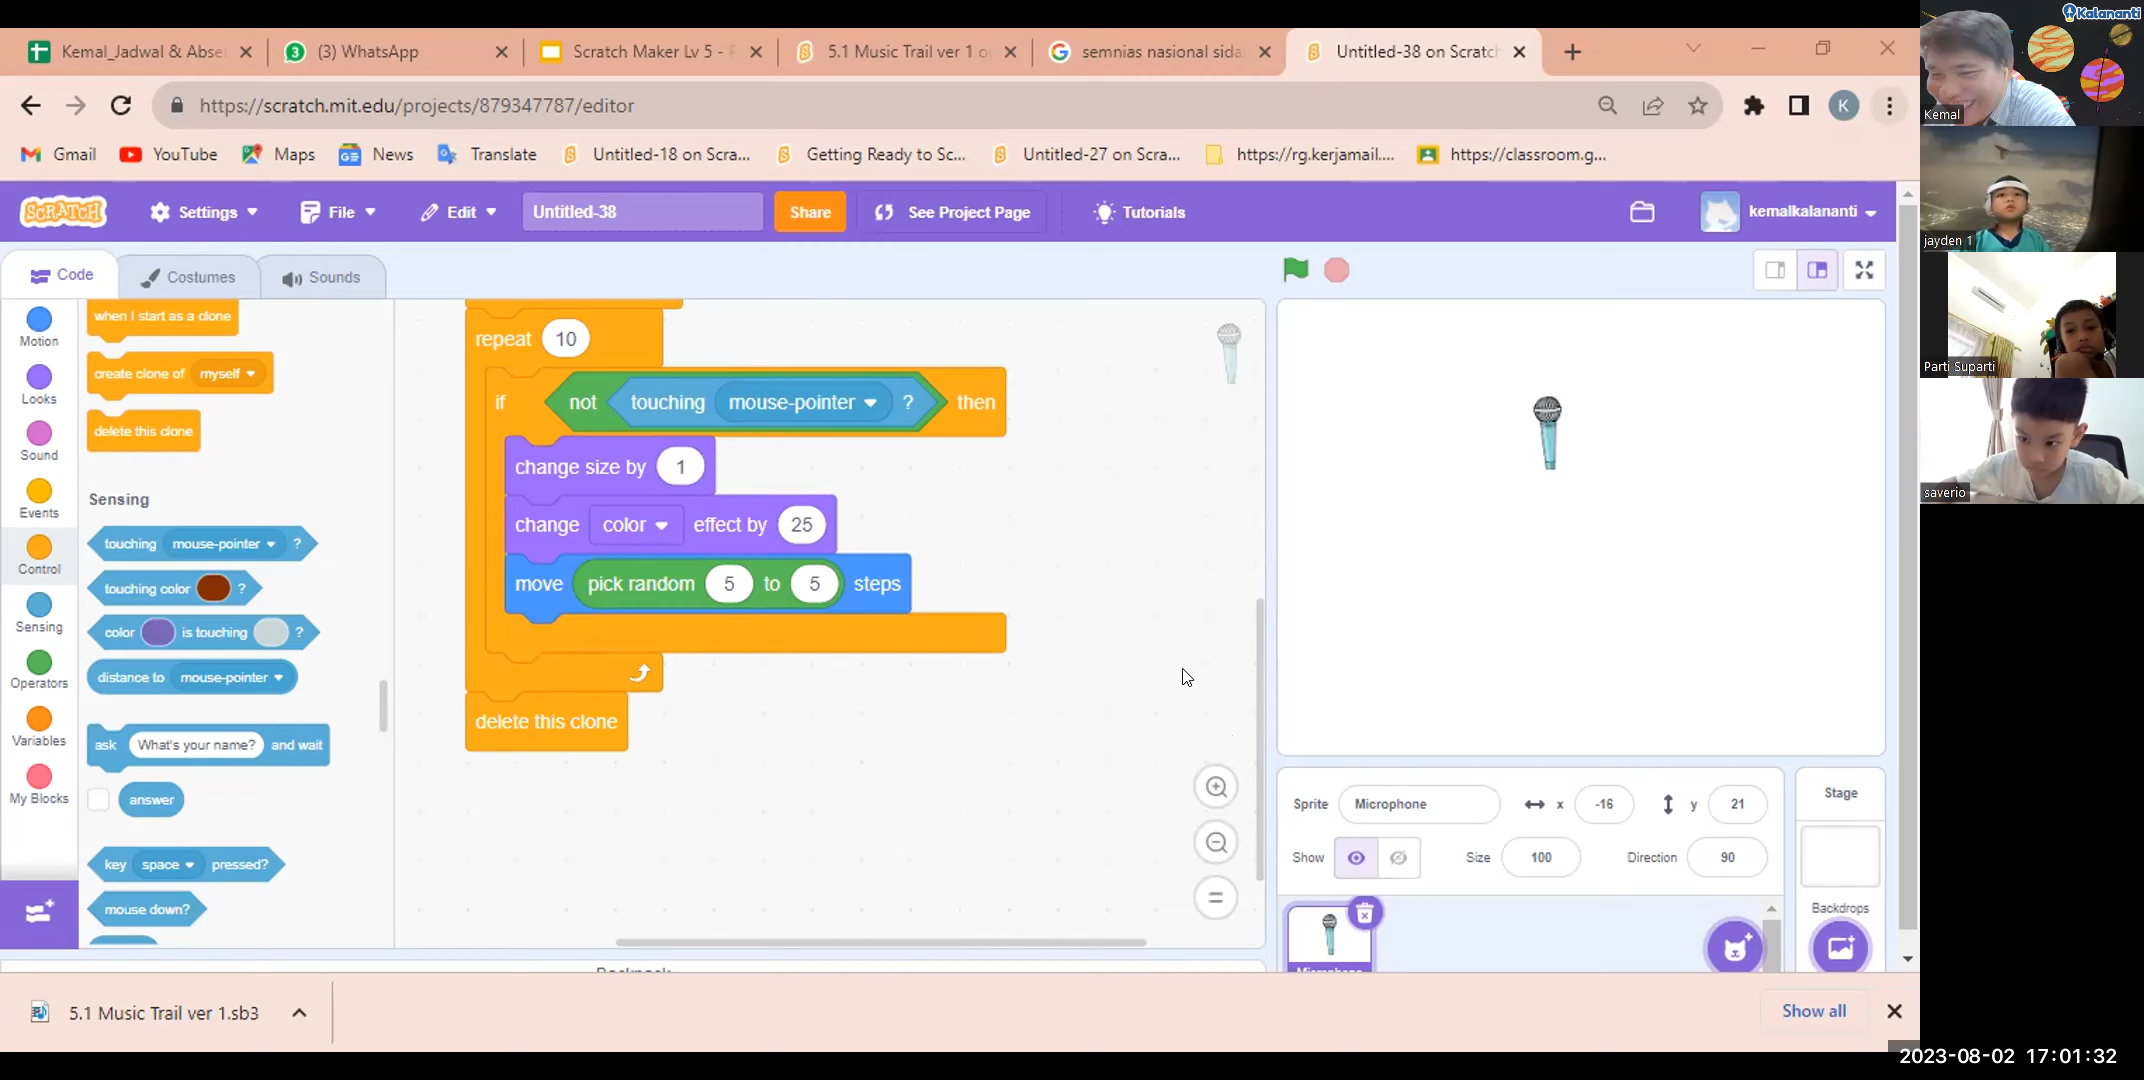 Kemal_Jadwal & Abse
(3) WhatsApp
Scratch Maker Lv 5 -
5.1 Music Trail ver 1 o
semnias nasional sida
Untitled-38 on Scratch
https://scratch.mit.edu/projects/879347787/editor
K
Gmail
YouTube
Maps
News
Translate
Untitled-18 on Scra...
Getting Ready to Sc...
Untitled-27 on Scra...
https://rg.kerjamail....
https://classroom.g...
SCRATCH
Settings
File
Edit
Untitled-38
Share
See Project Page
Tutorials
kemalkalananti
Code
Costumes
Sounds
Motion
Looks
Sound
Events
Control
Sensing
Operators
Variables
My Blocks
when I start as a clone
create clone of myself
delete this clone
Sensing
touching mouse-pointer ?
touching color ?
color is touching ?
distance to mouse-pointer
ask What's your name? and wait
answer
key space pressed?
mouse down?
repeat 10
if not touching mouse-pointer ? then
change size by 1
change color effect by 25
move pick random 5 to 5 steps
delete this clone
Sprite Microphone x -16 y 21
Show Size 100 Direction 90
Stage
Backdrops
5.1 Music Trail ver 1.sb3
Show all
Kalananti
Kemal
jayden 1
Parti Suparti
saverio
2023-08-02 17:01:32